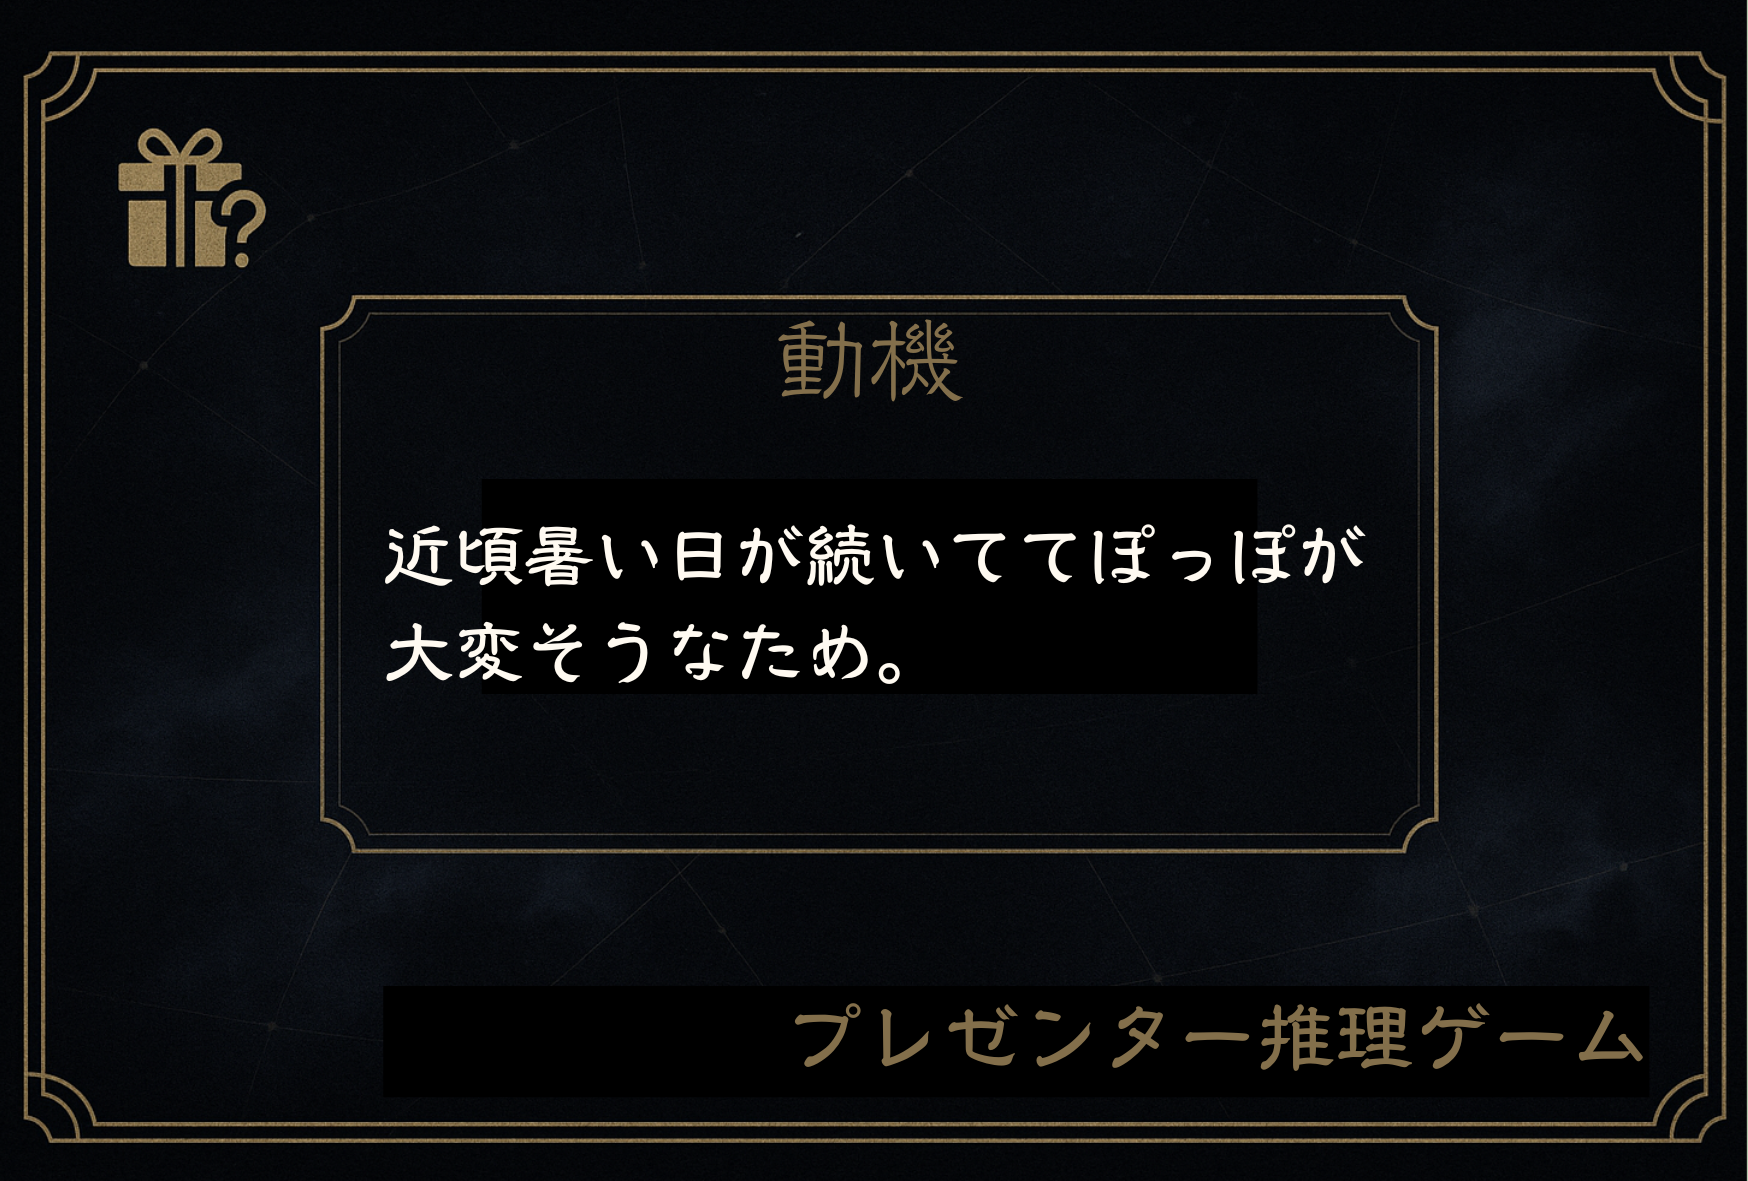 動機
近頃暑い日が続いててぽっぽが
大変そうなため。
プレゼンター推理ゲーム